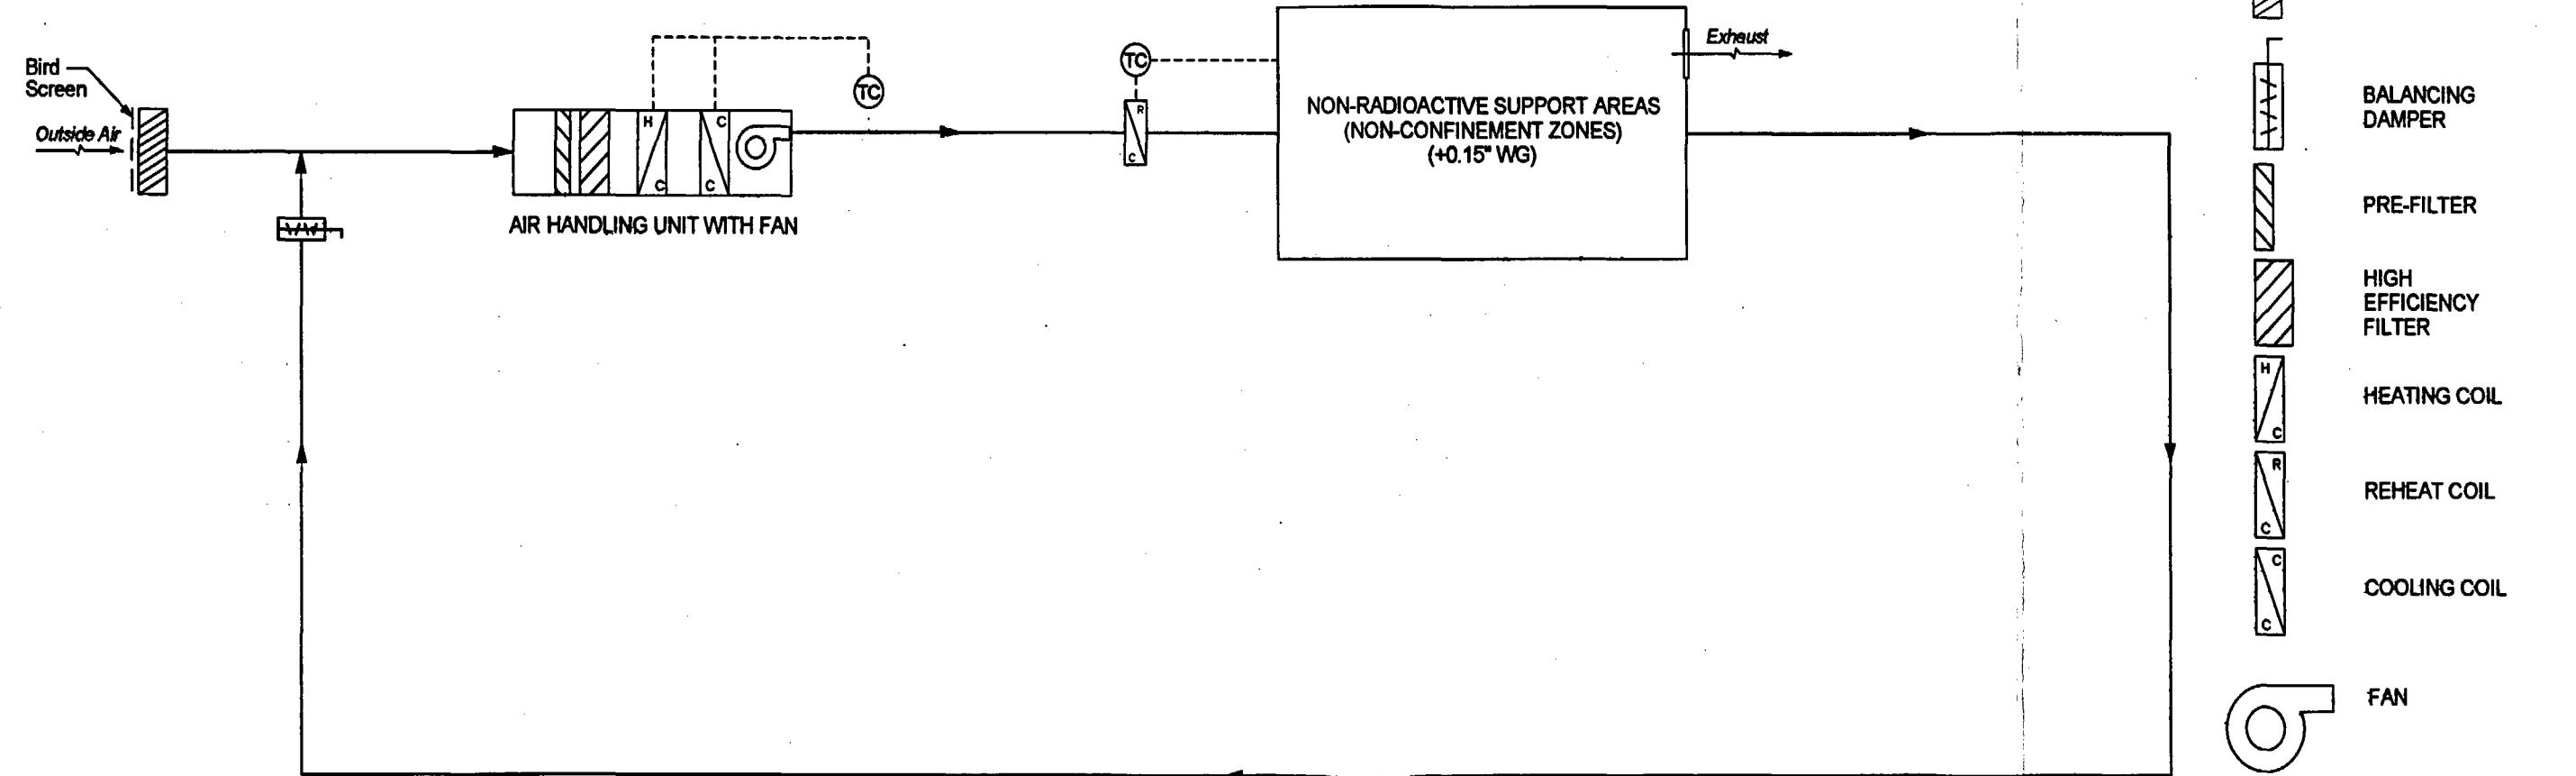 Bird
Screen
Outside Air
H
C
C
C
AIR HANDLING UNIT WITH FAN
TC
TC
R
C
NON-RADIOACTIVE SUPPORT AREAS
(NON-CONFINEMENT ZONES)
(+0.15" WG)
Exhaust
BALANCING
DAMPER
PRE-FILTER
HIGH
EFFICIENCY
FILTER
H
C
HEATING COIL
R
C
REHEAT COIL
C
C
COOLING COIL
FAN